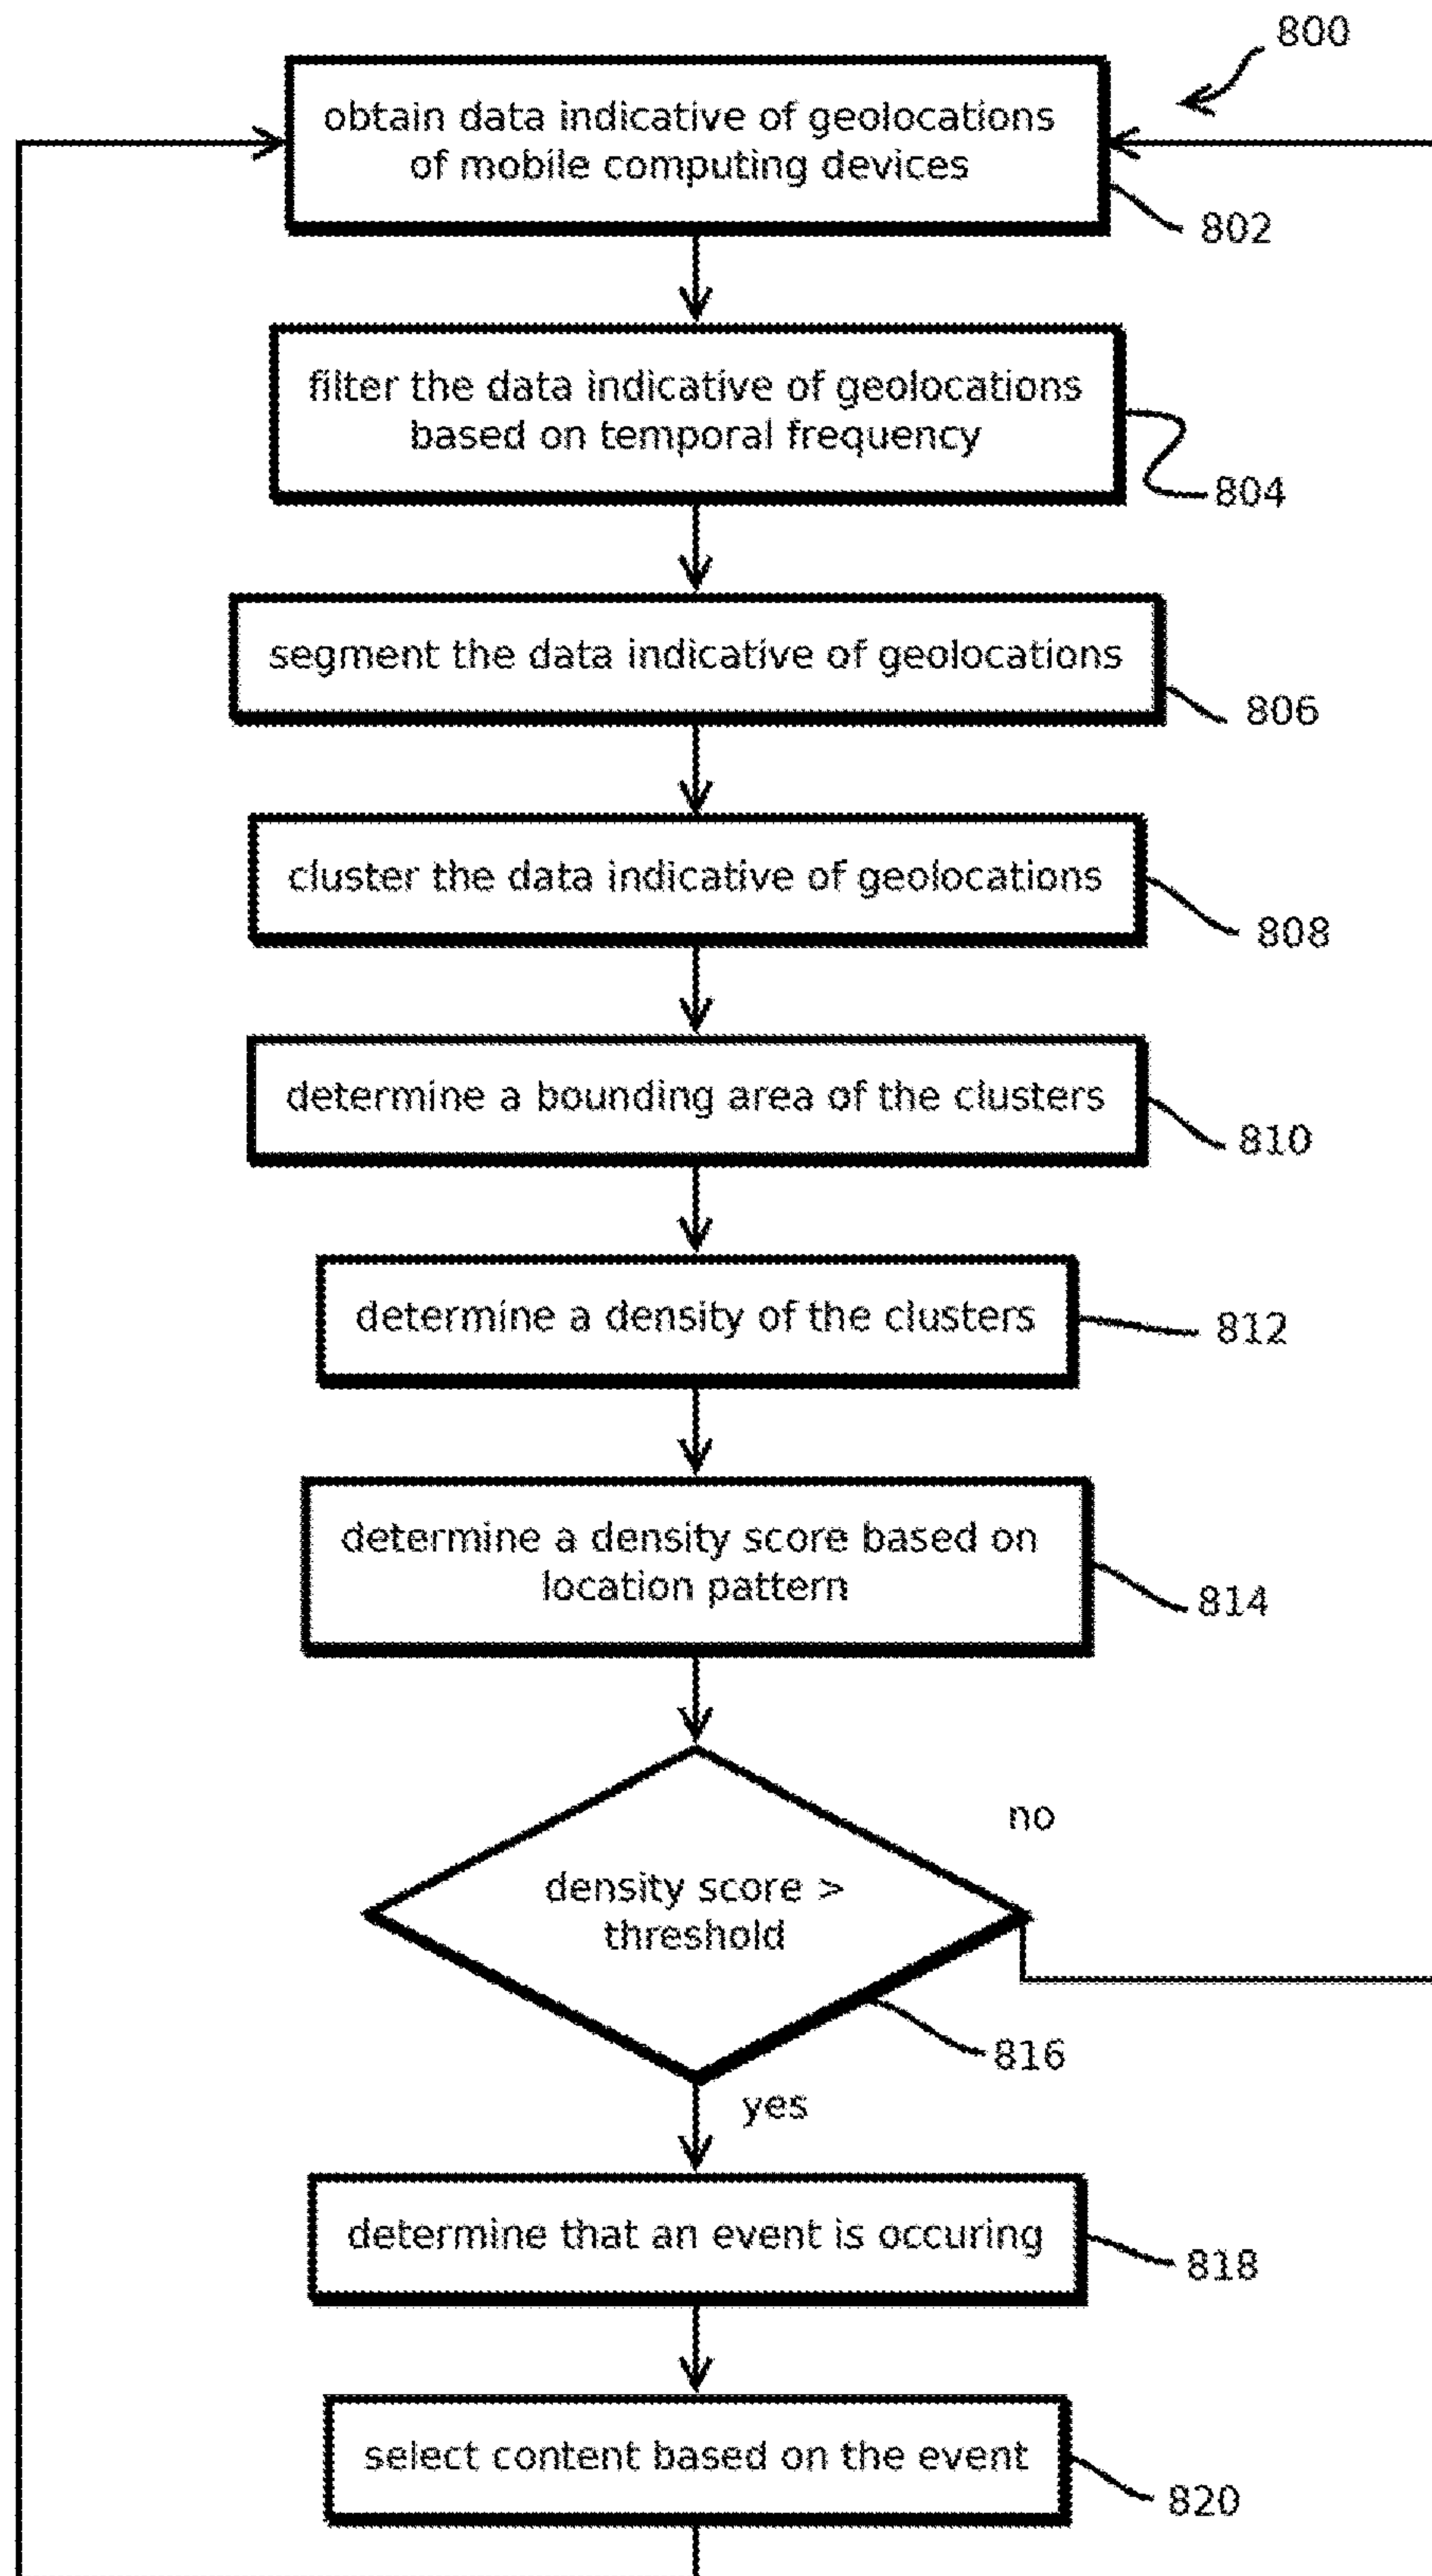 800
obtain data indicative of geolocations
of mobile computing devices
802
filter the data indicative of geolocations
based on temporal frequency
804
segment the data indicative of geolocations
806
cluster the data indicative of geolocations
808
determine a bounding area of the clusters
810
determine a density of the clusters
812
determine a density score based on
location pattern
814
no
density score >
threshold
816
yes
determine that an event is occuring
818
select content based on the event
820